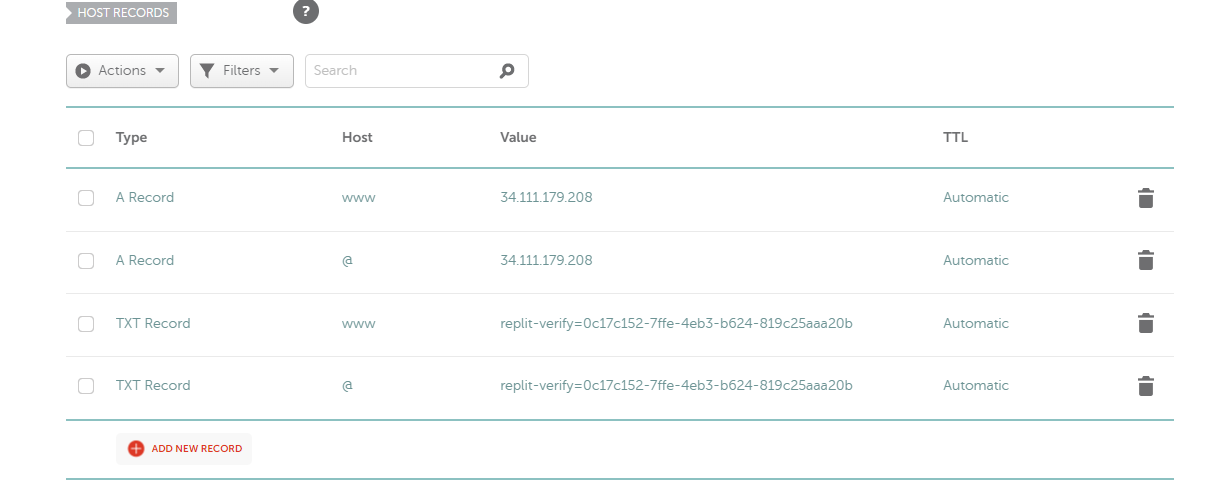 HOST RECORDS ?
Actions Filters Search
Type Host Value TTL
A Record www 34.111.179.208 Automatic
A Record @ 34.111.179.208 Automatic
TXT Record www replit-verify=0c17c152-7ffe-4eb3-b624-819c25aaa20b Automatic
TXT Record @ replit-verify=0c17c152-7ffe-4eb3-b624-819c25aaa20b Automatic
ADD NEW RECORD